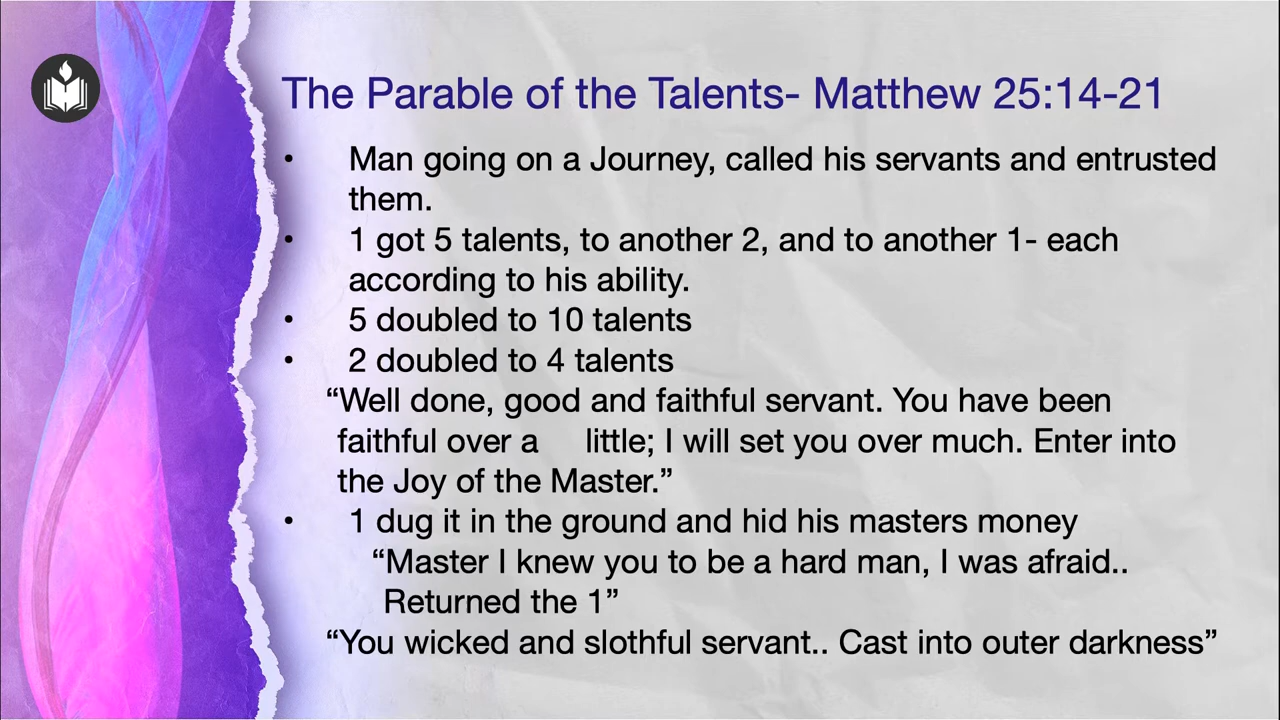 The Parable of the Talents- Matthew 25:14-21
• Man going on a Journey, called his servants and entrusted
them.
• 1 got 5 talents, to another 2, and to another 1- each
according to his ability.
• 5 doubled to 10 talents
• 2 doubled to 4 talents
“Well done, good and faithful servant. You have been
faithful over a little; I will set you over much. Enter into
the Joy of the Master.”
• 1 dug it in the ground and hid his masters money
“Master I knew you to be a hard man, I was afraid..
Returned the 1”
“You wicked and slothful servant.. Cast into outer darkness”